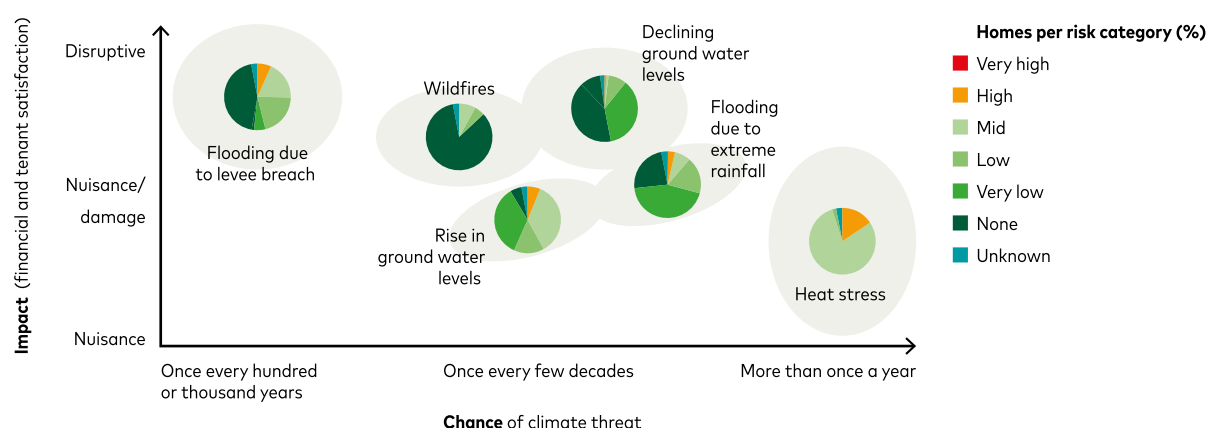 Impact (financial and tenant satisfaction)
Disruptive
Nuisance/
damage
Nuisance
Flooding due
to levee breach
Wildfires
Declining
ground water
levels
Flooding
due to
extreme
rainfall
Rise in
ground water
levels
Heat stress
Once every hundred
or thousand years
Once every few decades
More than once a year
Chance of climate threat
Homes per risk category (%)
Very high
High
Mid
Low
Very low
None
Unknown